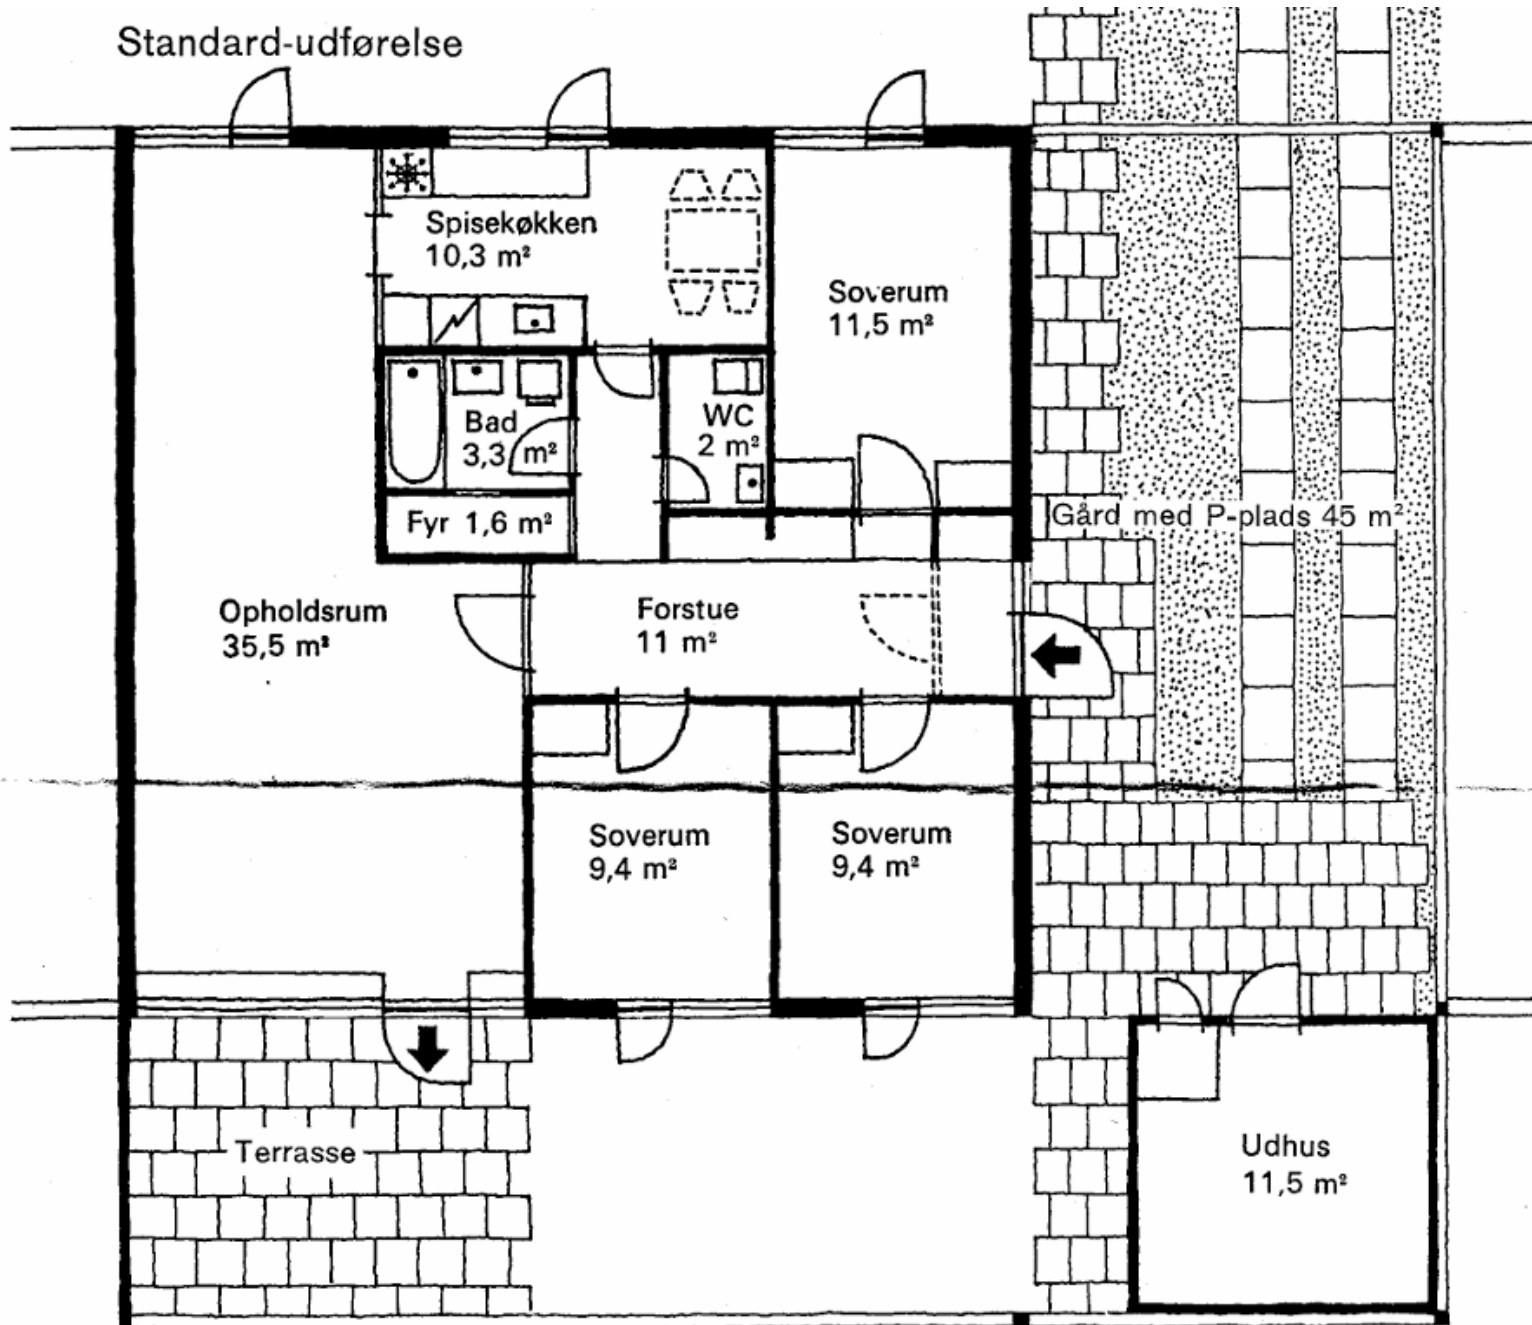 Standard-udførelse
Spisekøkken
10,3 m²
Soverum
11,5 m²
Bad
3,3 m²
WC
2 m²
Fyr 1,6 m²
Gård med P-plads 45 m²
Opholdsrum
35,5 m²
Forstue
11 m²
Soverum
9,4 m²
Soverum
9,4 m²
Terrasse
Udhus
11,5 m²